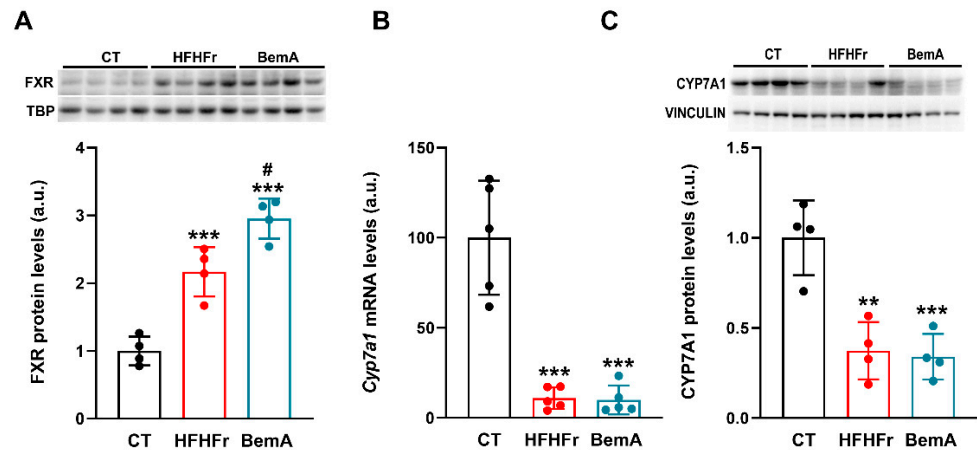 A
CT HFHFr BemA
FXR
TBP
FXR protein levels (a.u.)
4
3
2
1
0
***
#
***
CT HFHFr BemA
B
Cyp7a1 mRNA levels (a.u.)
150
100
50
0
***
***
CT HFHFr BemA
C
CT HFHFr BemA
CYP7A1
VINCULIN
CYP7A1 protein levels (a.u.)
1.5
1.0
0.5
0.0
**
***
CT HFHFr BemA